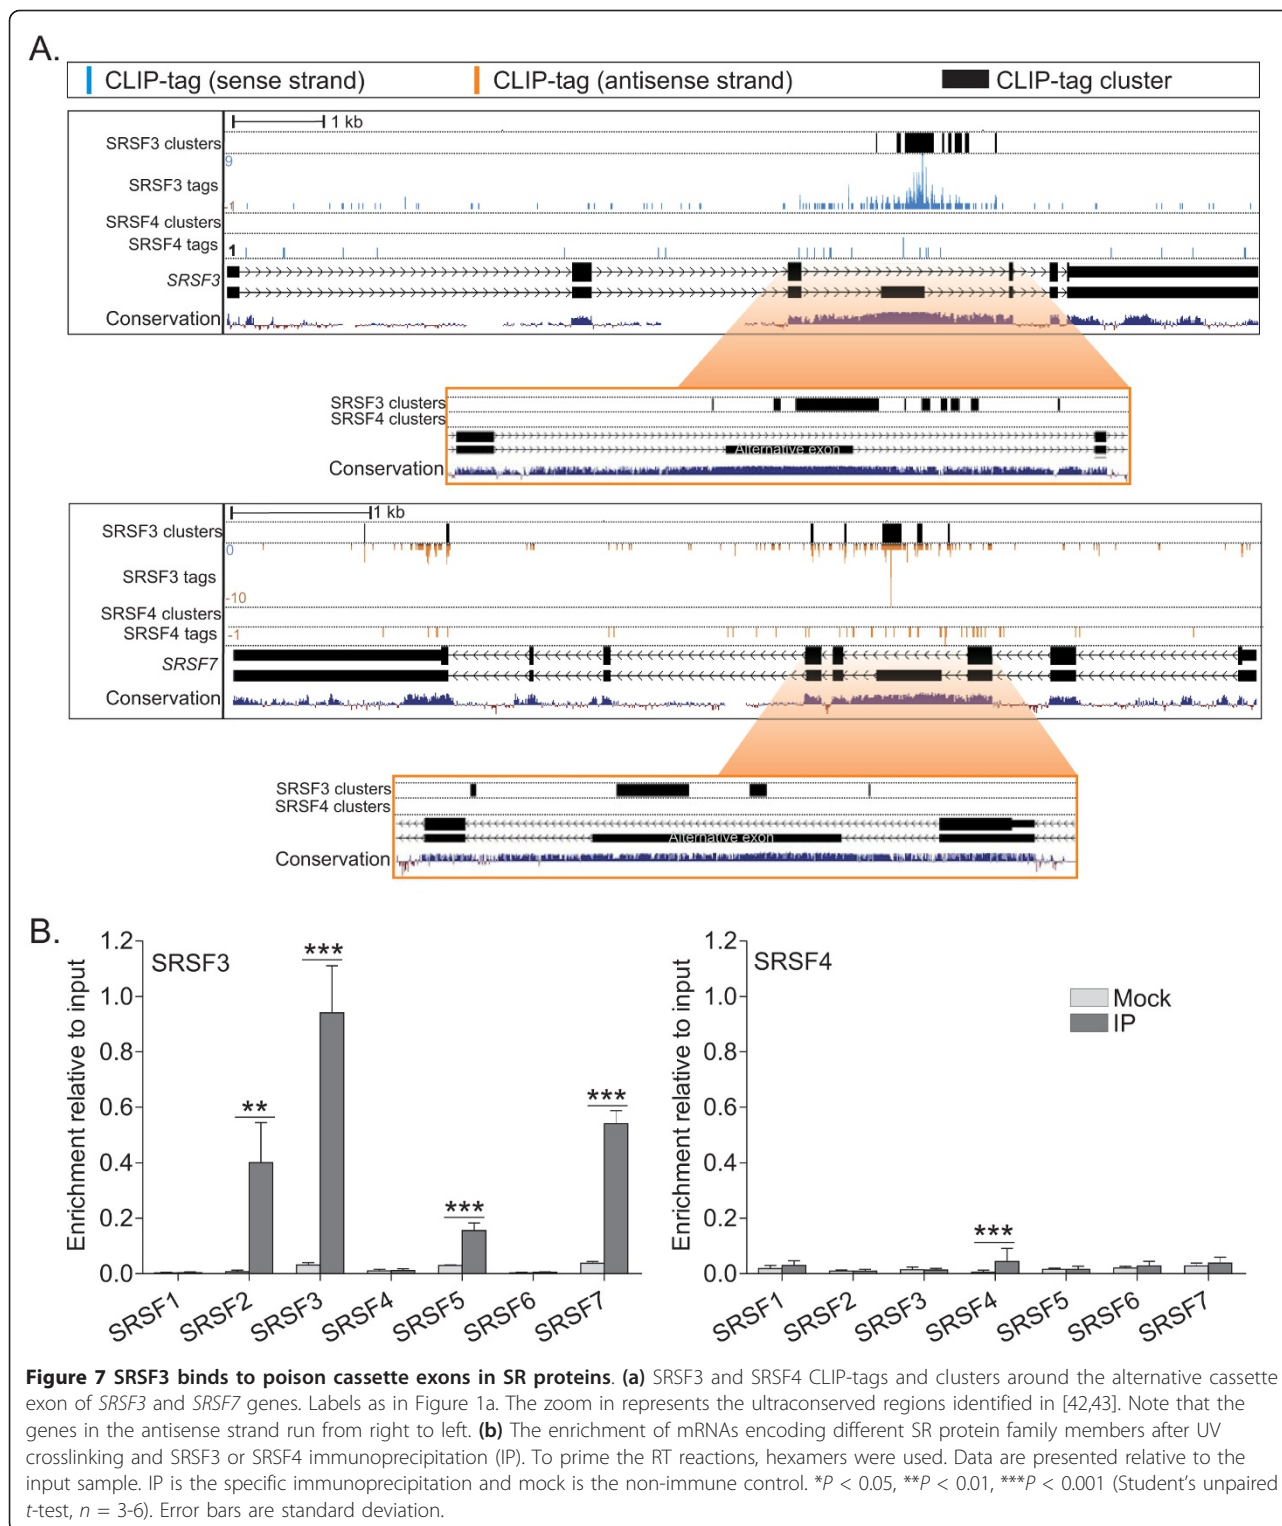 A.
CLIP-tag (sense strand) CLIP-tag (antisense strand) CLIP-tag cluster
1 kb
SRSF3 clusters
9
SRSF3 tags
-1
SRSF4 clusters
SRSF4 tags
1
SRSF3
Conservation
SRSF3 clusters
SRSF4 clusters
Alternative exon
Conservation
1 kb
SRSF3 clusters
0
SRSF3 tags
-10
SRSF4 clusters
SRSF4 tags
-1
SRSF7
Conservation
SRSF3 clusters
SRSF4 clusters
Alternative exon
Conservation
B.
SRSF3
Enrichment relative to input
1.2
1.0
0.8
0.6
0.4
0.2
0.0
**
***
***
***
SRSF1 SRSF2 SRSF3 SRSF4 SRSF5 SRSF6 SRSF7
SRSF4
Enrichment relative to input
1.2
1.0
0.8
0.6
0.4
0.2
0.0
***
Mock
IP
SRSF1 SRSF2 SRSF3 SRSF4 SRSF5 SRSF6 SRSF7
Figure 7 SRSF3 binds to poison cassette exons in SR proteins. (a) SRSF3 and SRSF4 CLIP-tags and clusters around the alternative cassette
exon of SRSF3 and SRSF7 genes. Labels as in Figure 1a. The zoom in represents the ultraconserved regions identified in [42,43]. Note that the
genes in the antisense strand run from right to left. (b) The enrichment of mRNAs encoding different SR protein family members after UV
crosslinking and SRSF3 or SRSF4 immunoprecipitation (IP). To prime the RT reactions, hexamers were used. Data are presented relative to the
input sample. IP is the specific immunoprecipitation and mock is the non-immune control. *P < 0.05, **P < 0.01, ***P < 0.001 (Student's unpaired
t-test, n = 3-6). Error bars are standard deviation.